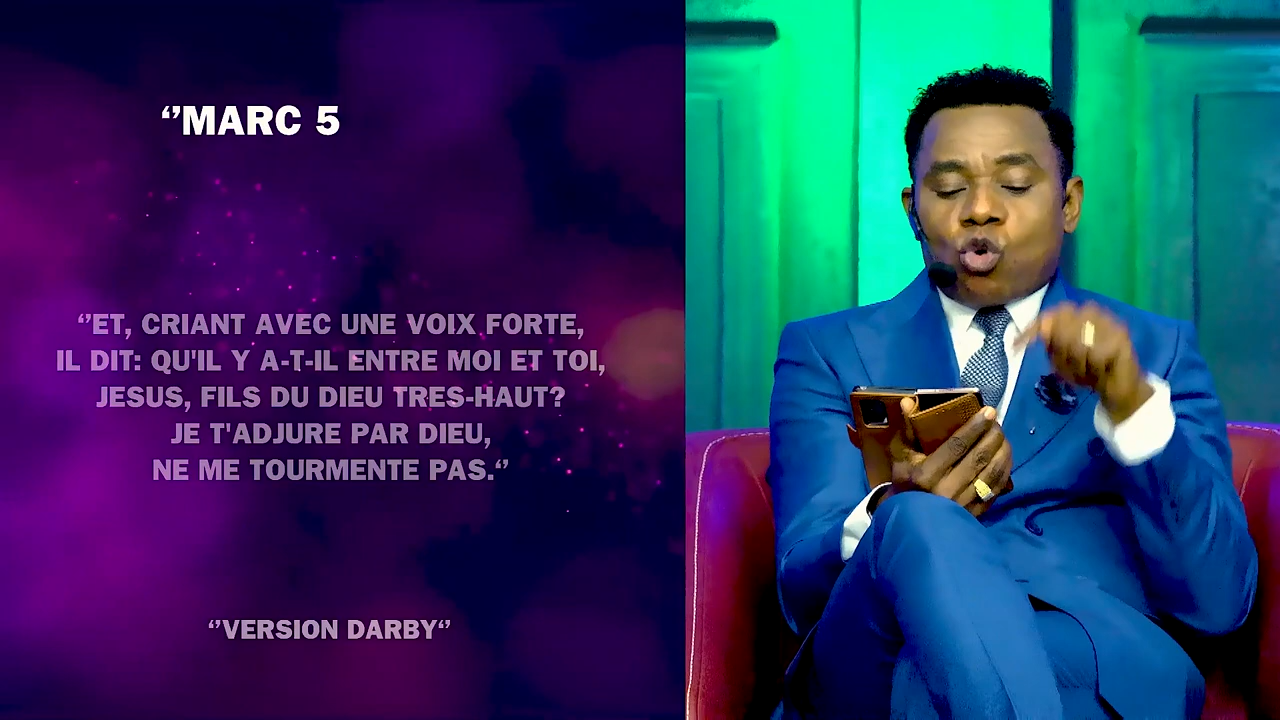 ‘’MARC 5
‘’ET, CRIANT AVEC UNE VOIX FORTE,
IL DIT: QU'IL Y A-T-IL ENTRE MOI ET TOI,
JESUS, FILS DU DIEU TRES-HAUT?
JE T'ADJURE PAR DIEU,
NE ME TOURMENTE PAS.‘’
‘’VERSION DARBY‘’